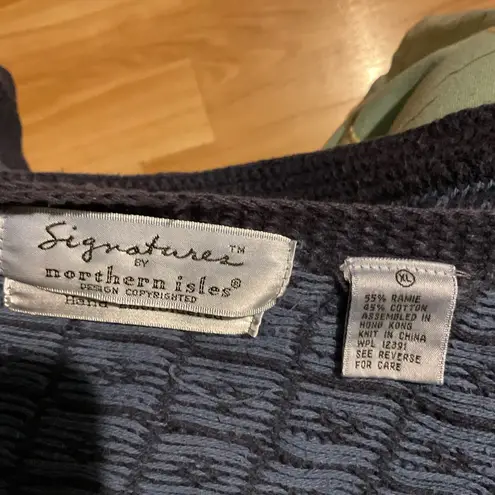 Signatures™
BY
northern isles®
DESIGN COPYRIGHTED
Hand
XL
55% RAMIE
45% COTTON
ASSEMBLED IN
HONG KONG
KNIT IN CHINA
WPL 12391
SEE REVERSE
FOR CARE